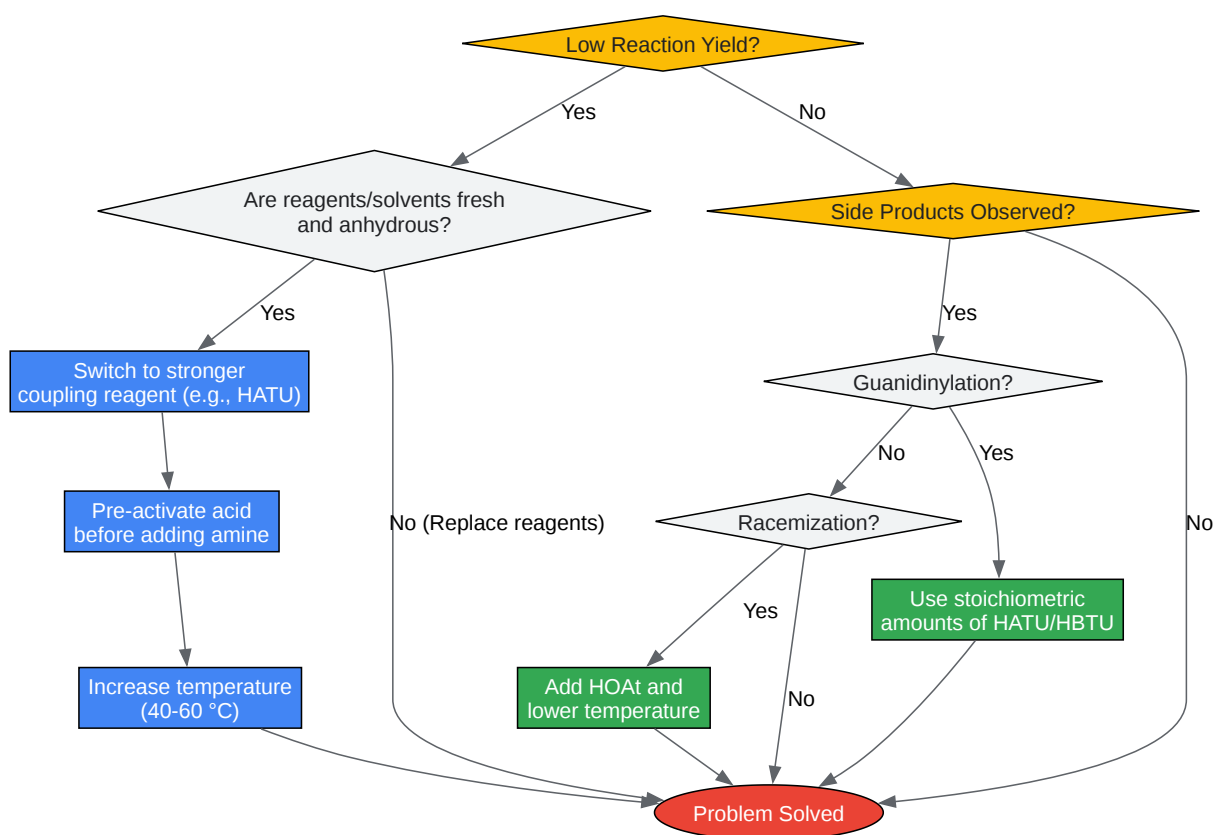 Low Reaction Yield?
Yes
No
Are reagents/solvents fresh
and anhydrous?
Side Products Observed?
Yes
Yes
Switch to stronger
coupling reagent (e.g., HATU)
Guanidinylation?
No
Yes
Pre-activate acid
before adding amine
No (Replace reagents)
Racemization?
No
Use stoichiometric
amounts of HATU/HBTU
Yes
Increase temperature
(40-60 °C)
Add HOAt and
lower temperature
No
Problem Solved